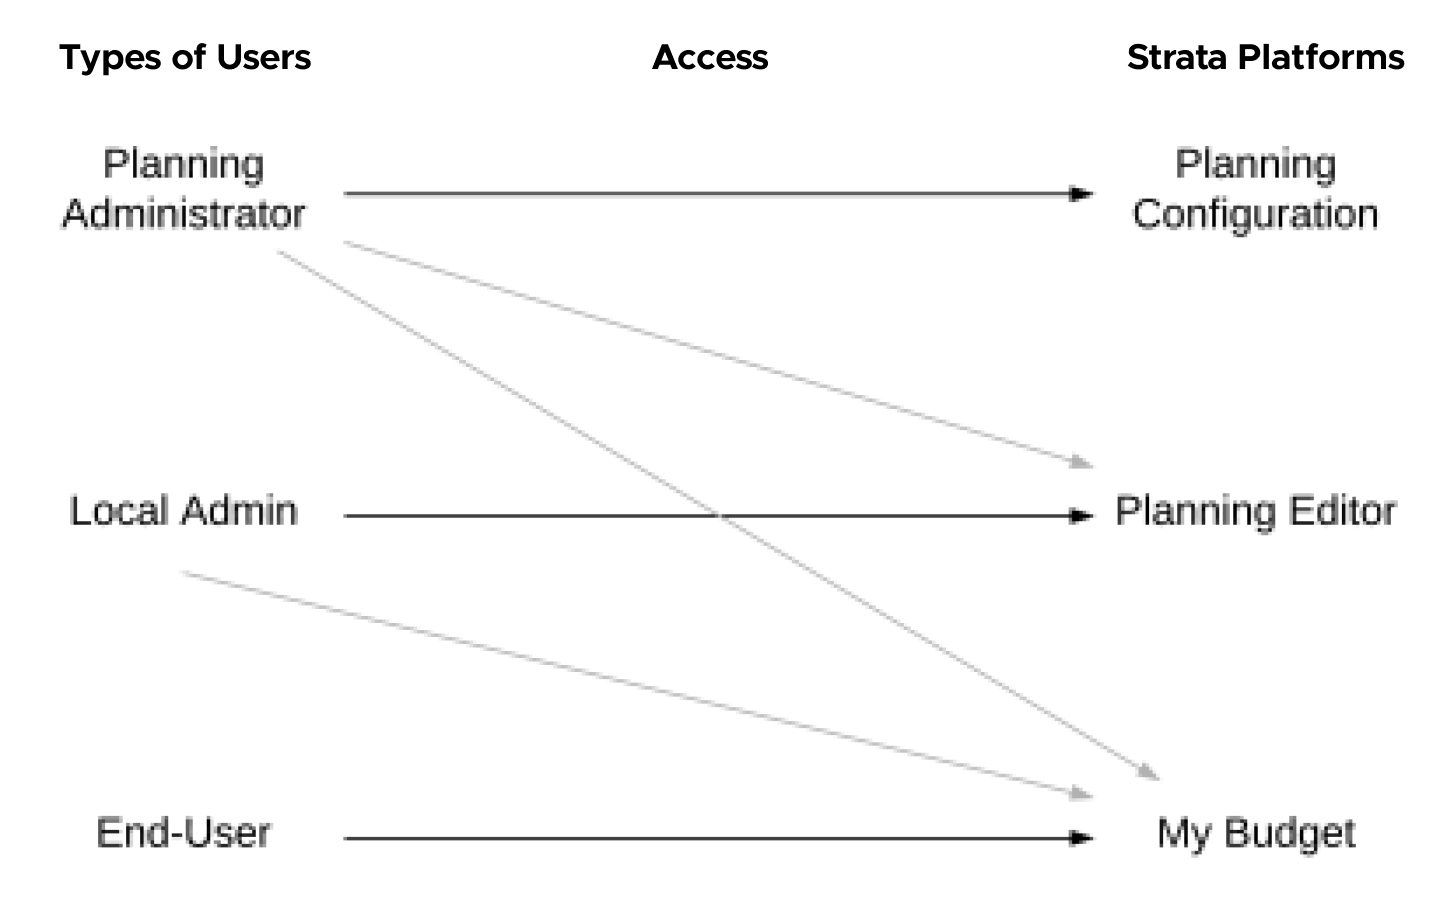 Types of Users
Access
Strata Platforms
Planning
Administrator
Planning
Configuration
Local Admin
Planning Editor
End-User
My Budget